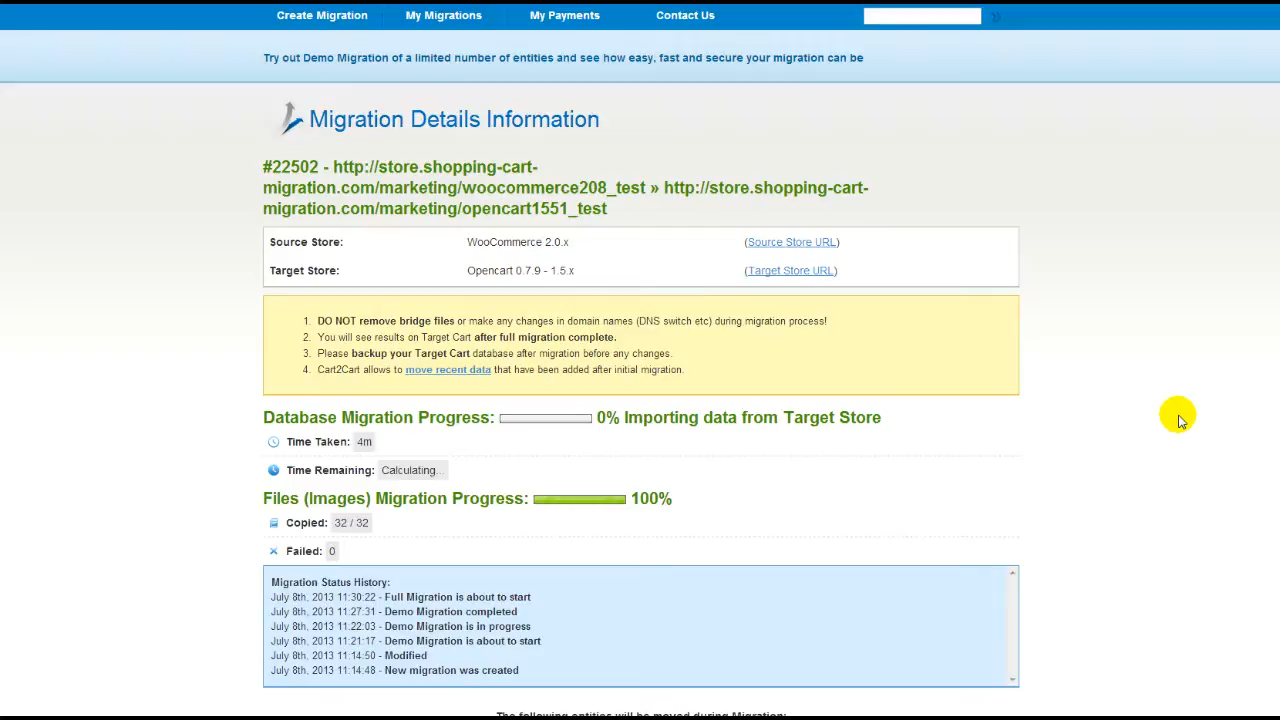 Create Migration My Migrations My Payments Contact Us
Try out Demo Migration of a limited number of entities and see how easy, fast and secure your migration can be
Migration Details Information
#22502 - http://store.shopping-cart-
migration.com/marketing/woocommerce208_test » http://store.shopping-cart-
migration.com/marketing/opencart1551_test
Source Store: WooCommerce 2.0.x (Source Store URL)
Target Store: Opencart 0.7.9 - 1.5.x (Target Store URL)
1. DO NOT remove bridge files or make any changes in domain names (DNS switch etc) during migration process!
2. You will see results on Target Cart after full migration complete.
3. Please backup your Target Cart database after migration before any changes.
4. Cart2Cart allows to move recent data that have been added after initial migration.
Database Migration Progress: 0% Importing data from Target Store
Time Taken: 4m
Time Remaining: Calculating...
Files (Images) Migration Progress: 100%
Copied: 32 / 32
Failed: 0
Migration Status History:
July 8th, 2013 11:30:22 - Full Migration is about to start
July 8th, 2013 11:27:31 - Demo Migration completed
July 8th, 2013 11:22:03 - Demo Migration is in progress
July 8th, 2013 11:21:17 - Demo Migration is about to start
July 8th, 2013 11:14:50 - Modified
July 8th, 2013 11:14:48 - New migration was created
The following entities will be moved during Migration: